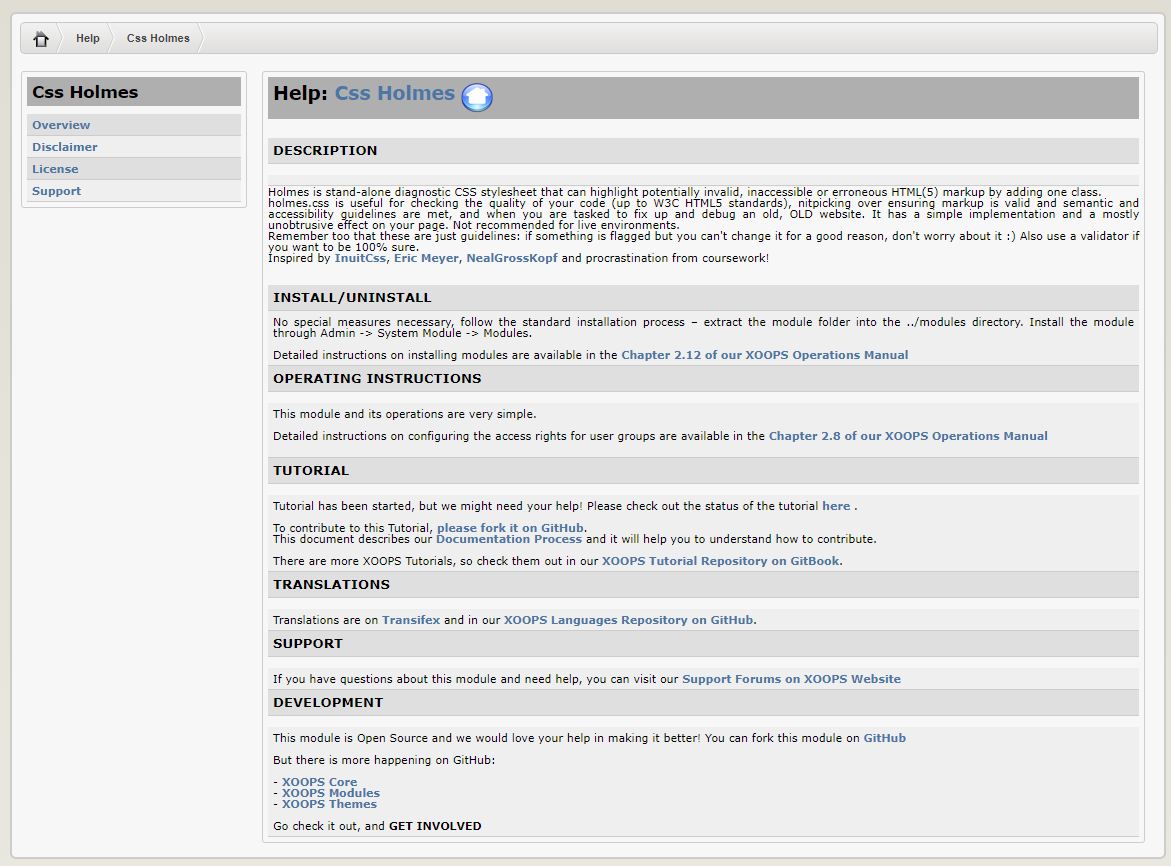 Help
Css Holmes
Css Holmes
Overview
Disclaimer
License
Support
Help: Css Holmes
DESCRIPTION
Holmes is stand-alone diagnostic CSS stylesheet that can highlight potentially invalid, inaccessible or erroneous HTML(5) markup by adding one class.
holmes.css is useful for checking the quality of your code (up to W3C HTML5 standards), nitpicking over ensuring markup is valid and semantic and
accessibility guidelines are met, and when you are tasked to fix up and debug an old, OLD website. It has a simple implementation and a mostly
unobtrusive effect on your page. Not recommended for live environments.
Remember too that these are just guidelines: if something is flagged but you can't change it for a good reason, don't worry about it :) Also use a validator if
you want to be 100% sure.
Inspired by InuitCss, Eric Meyer, NealGrossKopf and procrastination from coursework!
INSTALL/UNINSTALL
No special measures necessary, follow the standard installation process – extract the module folder into the ../modules directory. Install the module
through Admin -> System Module -> Modules.
Detailed instructions on installing modules are available in the Chapter 2.12 of our XOOPS Operations Manual
OPERATING INSTRUCTIONS
This module and its operations are very simple.
Detailed instructions on configuring the access rights for user groups are available in the Chapter 2.8 of our XOOPS Operations Manual
TUTORIAL
Tutorial has been started, but we might need your help! Please check out the status of the tutorial here .
To contribute to this Tutorial, please fork it on GitHub.
This document describes our Documentation Process and it will help you to understand how to contribute.
There are more XOOPS Tutorials, so check them out in our XOOPS Tutorial Repository on GitBook.
TRANSLATIONS
Translations are on Transifex and in our XOOPS Languages Repository on GitHub.
SUPPORT
If you have questions about this module and need help, you can visit our Support Forums on XOOPS Website
DEVELOPMENT
This module is Open Source and we would love your help in making it better! You can fork this module on GitHub
But there is more happening on GitHub:
- XOOPS Core
- XOOPS Modules
- XOOPS Themes
Go check it out, and GET INVOLVED